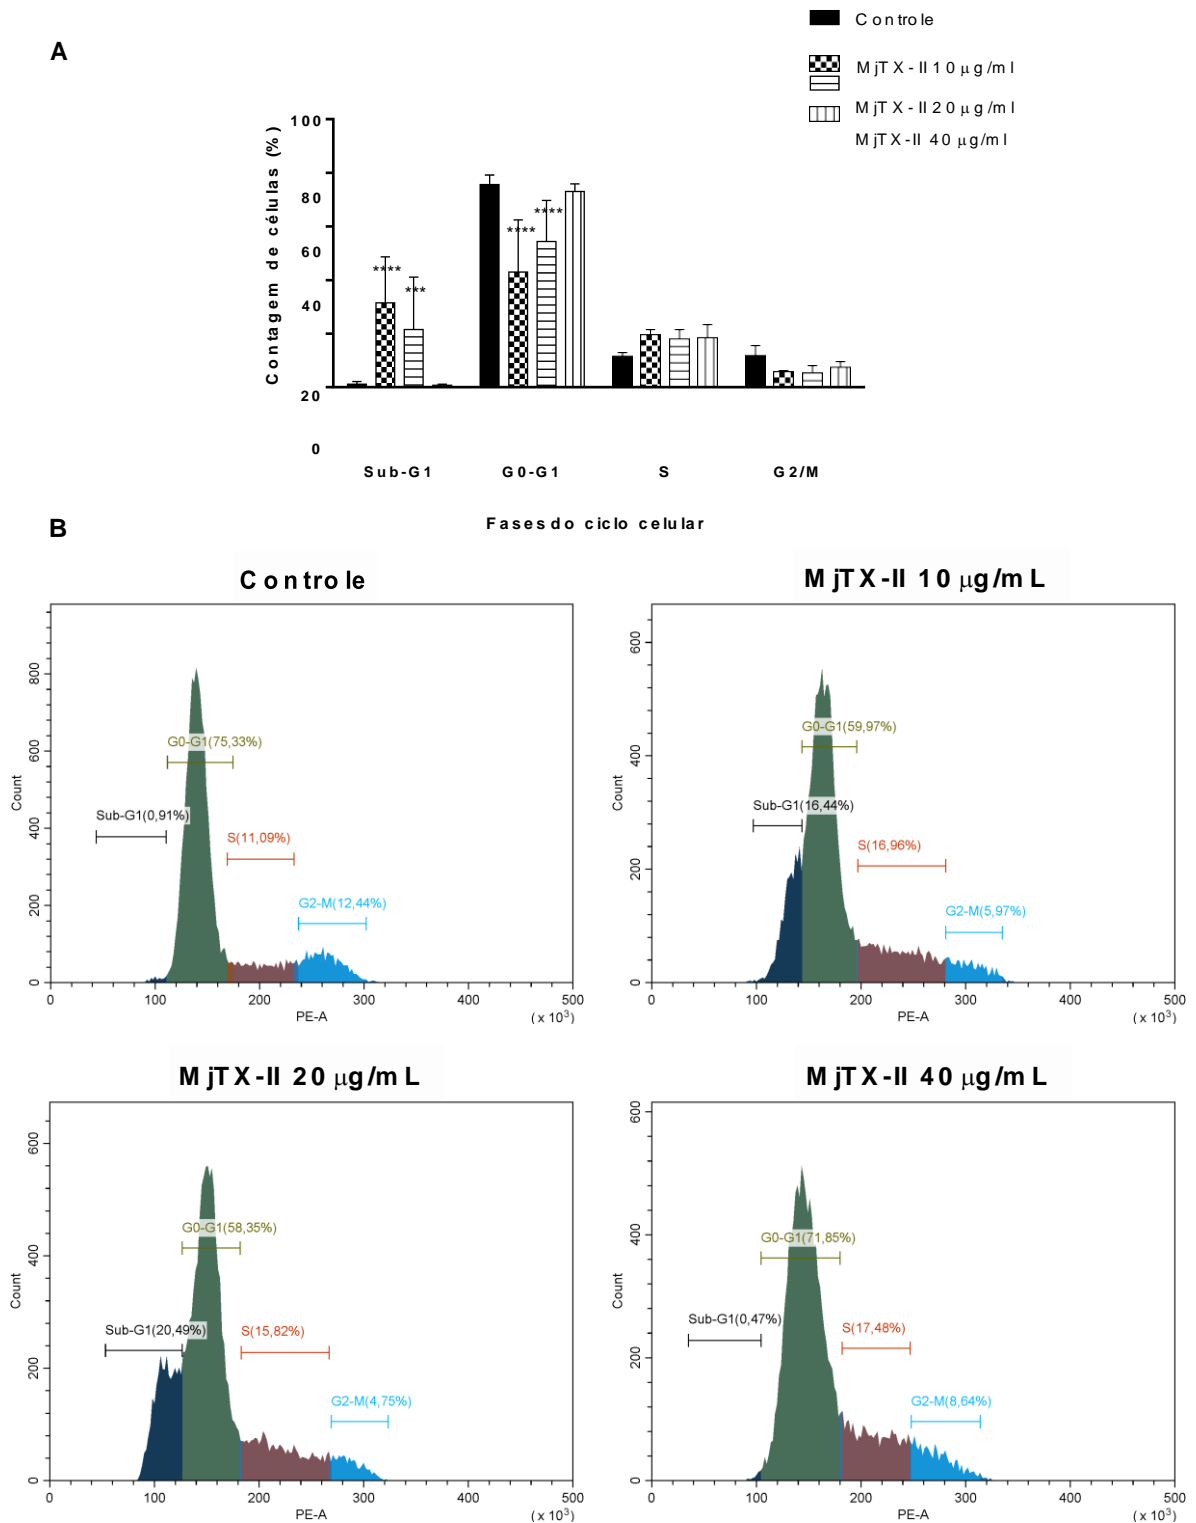 A
Controle
MjTX-II 10 μg/ml
MjTX-II 20 μg/ml
MjTX-II 40 μg/ml
Contagem de células (%)
100
80
60
40
20
0
**** ***
**** ****
Sub-G1 G0-G1 S G2/M
Fases do ciclo celular
B
Controle
Count
800
600
400
200
0
G0-G1(75,33%)
Sub-G1(0,91%)
S(11,09%)
G2-M(12,44%)
0 100 200 300 400 500
PE-A (x 10³)
MjTX-II 10 μg/mL
Count
600
400
200
0
G0-G1(59,97%)
Sub-G1(16,44%)
S(16,96%)
G2-M(5,97%)
0 100 200 300 400 500
PE-A (x 10³)
MjTX-II 20 μg/mL
Count
600
400
200
0
G0-G1(58,35%)
Sub-G1(20,49%)
S(15,82%)
G2-M(4,75%)
0 100 200 300 400 500
PE-A (x 10³)
MjTX-II 40 μg/mL
Count
600
400
200
0
G0-G1(71,85%)
Sub-G1(0,47%)
S(17,48%)
G2-M(8,64%)
0 100 200 300 400 500
PE-A (x 10³)